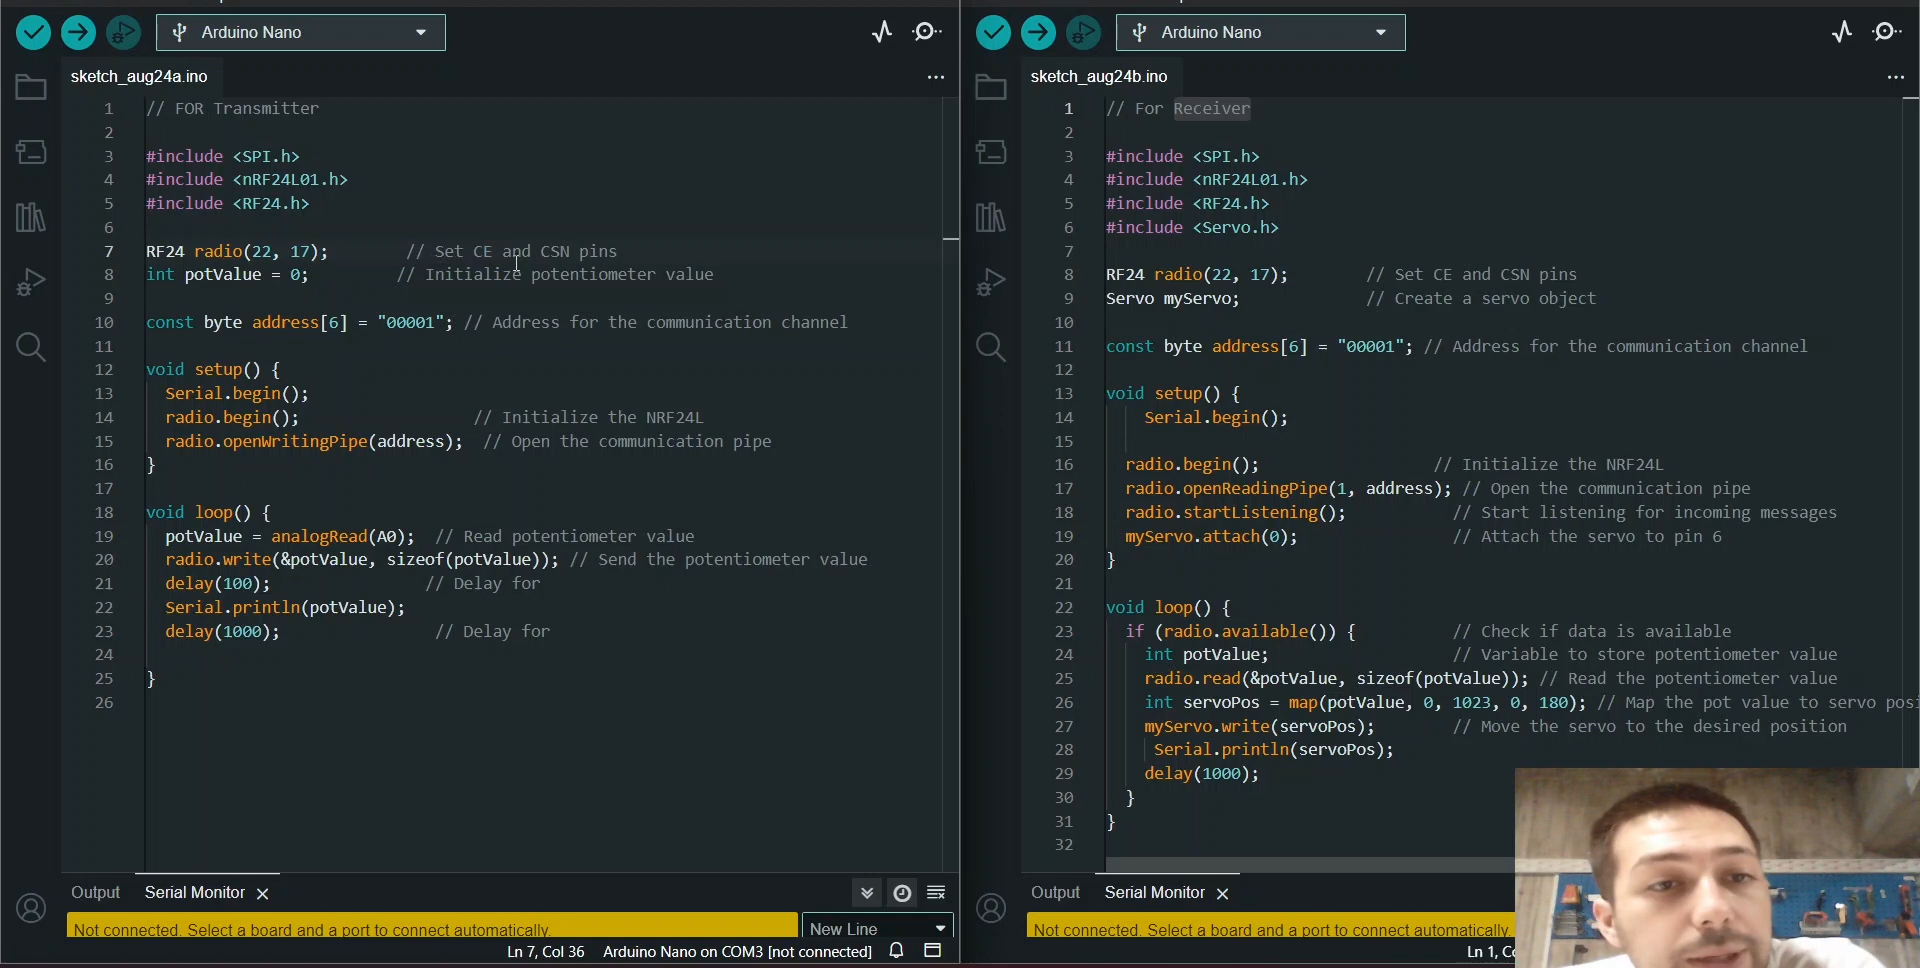 Arduino Nano
sketch_aug24a.ino
1 // FOR Transmitter
2
3 #include <SPI.h>
4 #include <nRF24L01.h>
5 #include <RF24.h>
6
7 RF24 radio(22, 17); // Set CE and CSN pins
8 int potValue = 0; // Initialize potentiometer value
9
10 const byte address[6] = "00001"; // Address for the communication channel
11
12 void setup() {
13 Serial.begin();
14 radio.begin(); // Initialize the NRF24L
15 radio.openWritingPipe(address); // Open the communication pipe
16 }
17
18 void loop() {
19 potValue = analogRead(A0); // Read potentiometer value
20 radio.write(&potValue, sizeof(potValue)); // Send the potentiometer value
21 delay(100); // Delay for
22 Serial.println(potValue);
23 delay(1000); // Delay for
24
25 }
26
Output Serial Monitor
Not connected. Select a board and a port to connect automatically.
New Line
Ln 7, Col 36 Arduino Nano on COM3 [not connected]
Arduino Nano
sketch_aug24b.ino
1 // For Receiver
2
3 #include <SPI.h>
4 #include <nRF24L01.h>
5 #include <RF24.h>
6 #include <Servo.h>
7
8 RF24 radio(22, 17); // Set CE and CSN pins
9 Servo myServo; // Create a servo object
10
11 const byte address[6] = "00001"; // Address for the communication channel
12
13 void setup() {
14 Serial.begin();
15
16 radio.begin(); // Initialize the NRF24L
17 radio.openReadingPipe(1, address); // Open the communication pipe
18 radio.startListening(); // Start listening for incoming messages
19 myServo.attach(0); // Attach the servo to pin 6
20 }
21
22 void loop() {
23 if (radio.available()) { // Check if data is available
24 int potValue; // Variable to store potentiometer value
25 radio.read(&potValue, sizeof(potValue)); // Read the potentiometer value
26 int servoPos = map(potValue, 0, 1023, 0, 180); // Map the pot value to servo posi
27 myServo.write(servoPos); // Move the servo to the desired position
28 Serial.println(servoPos);
29 delay(1000);
30 }
31 }
32
Output Serial Monitor
Not connected. Select a board and a port to connect automatically.
Ln 1, Co